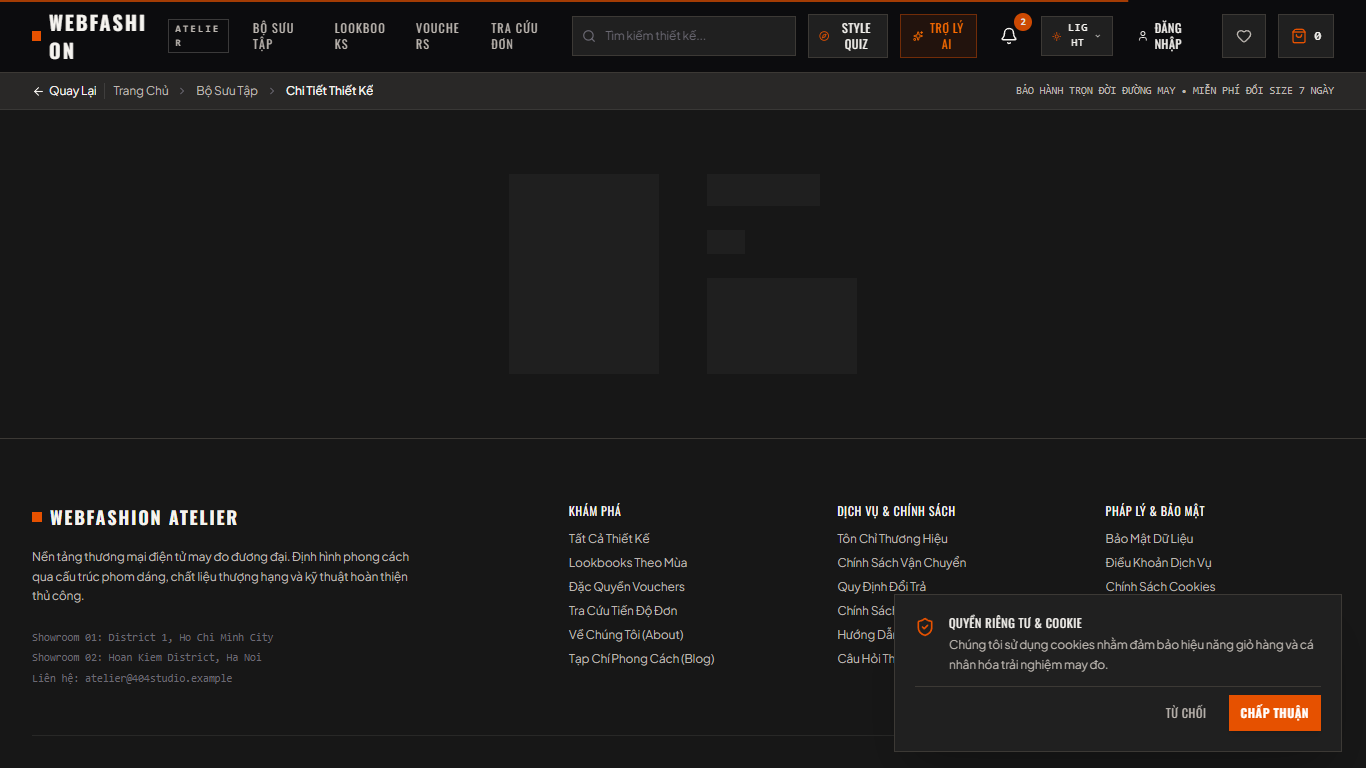 WEBFASHI
ON
ATELIE
R
BỘ SƯU
TẬP
LOOKBOO
KS
VOUCHE
RS
TRA CỨU
ĐƠN
Tìm kiếm thiết kế...
STYLE
QUIZ
TRỢ LÝ
AI
2
LIG
HT
ĐĂNG
NHẬP
0
Quay Lại
Trang Chủ
Bộ Sưu Tập
Chi Tiết Thiết Kế
BẢO HÀNH TRỌN ĐỜI ĐƯỜNG MAY • MIỄN PHÍ ĐỔI SIZE 7 NGÀY
WEBFASHION ATELIER
Nền tảng thương mại điện tử may đo đương đại. Định hình phong cách
qua cấu trúc phom dáng, chất liệu thượng hạng và kỹ thuật hoàn thiện
thủ công.
Showroom 01: District 1, Ho Chi Minh City
Showroom 02: Hoan Kiem District, Ha Noi
Liên hệ: atelier@404studio.example
KHÁM PHÁ
Tất Cả Thiết Kế
Lookbooks Theo Mùa
Đặc Quyền Vouchers
Tra Cứu Tiến Độ Đơn
Về Chúng Tôi (About)
Tạp Chí Phong Cách (Blog)
DỊCH VỤ & CHÍNH SÁCH
Tôn Chỉ Thương Hiệu
Chính Sách Vận Chuyển
Quy Định Đổi Trả
Chính Sách
Hướng Dẫn
Câu Hỏi Th
PHÁP LÝ & BẢO MẬT
Bảo Mật Dữ Liệu
Điều Khoản Dịch Vụ
Chính Sách Cookies
QUYỀN RIÊNG TƯ & COOKIE
Chúng tôi sử dụng cookies nhằm đảm bảo hiệu năng giỏ hàng và cá
nhân hóa trải nghiệm may đo.
TỪ CHỐI
CHẤP THUẬN